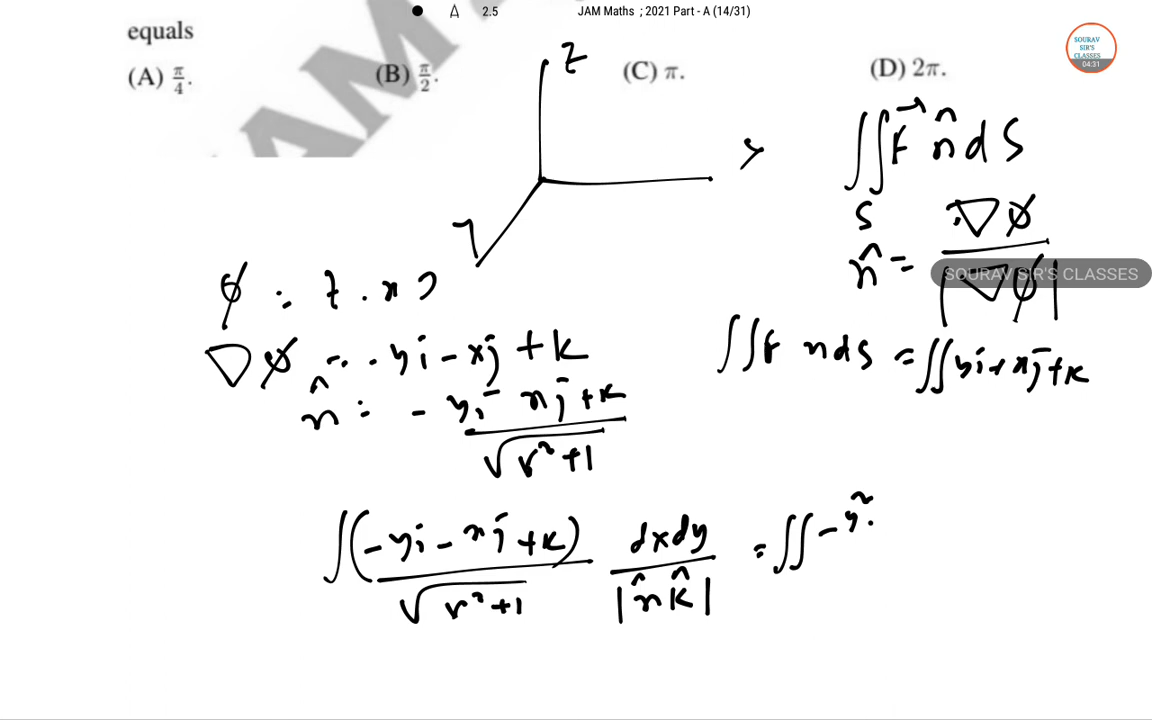 ● Δ 2.5 JAM Maths ; 2021 Part - A (14/31)
equals
SOURAV
SIR'S
CLASSES
04:31
(A) π/4. (B) π/2. (C) π. (D) 2π.
z
y
∬ F⃗ n̂ dS
S
n̂ = ∇φ / |∇φ|
SOURAV SIR'S CLASSES
∇φ = -yi - xj + k
∬ F n ds = ∬ yi + xj + k
n̂ = -yi - xj + k / √r²+1
∫ (-yi - xj + k) / √r²+1 dxdy / |n̂ k̂| = ∬ -y²